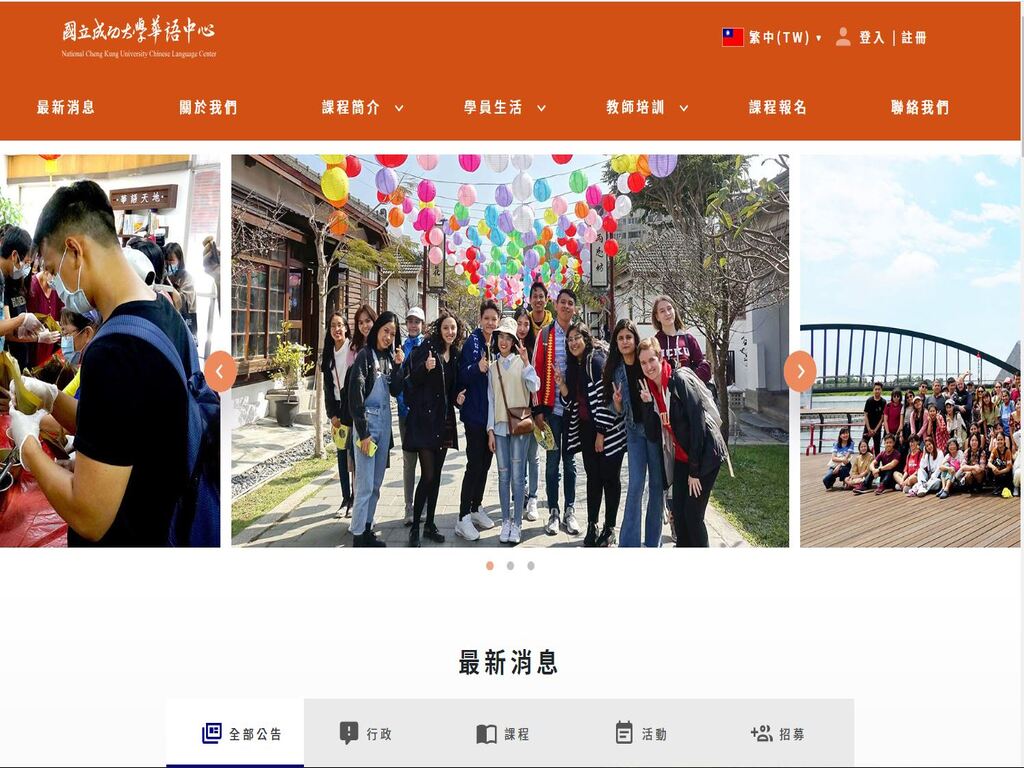 國立成功大學華語中心
National Cheng Kung University Chinese Language Center
繁中(TW) ▼
登入 | 註冊
最新消息
關於我們
課程簡介
學員生活
教師培訓
課程報名
聯絡我們
華語天地
最新消息
全部公告
行政
課程
活動
招募